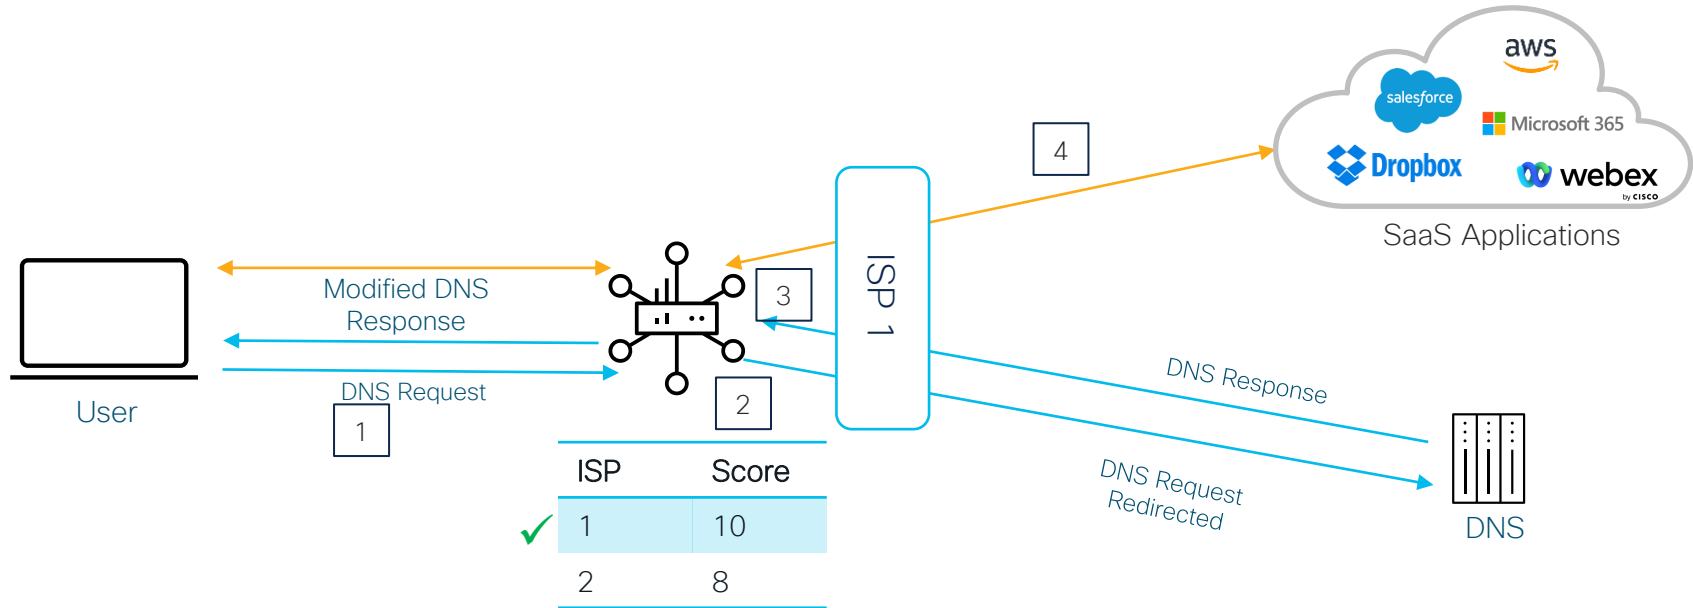 aws
salesforce
Microsoft 365
Dropbox
webex
by CISCO
SaaS Applications
4
ISP 1
3
Modified DNS
Response
DNS Request
1
User
2
DNS Response
DNS Request
Redirected
DNS
ISP Score
1 10
2 8